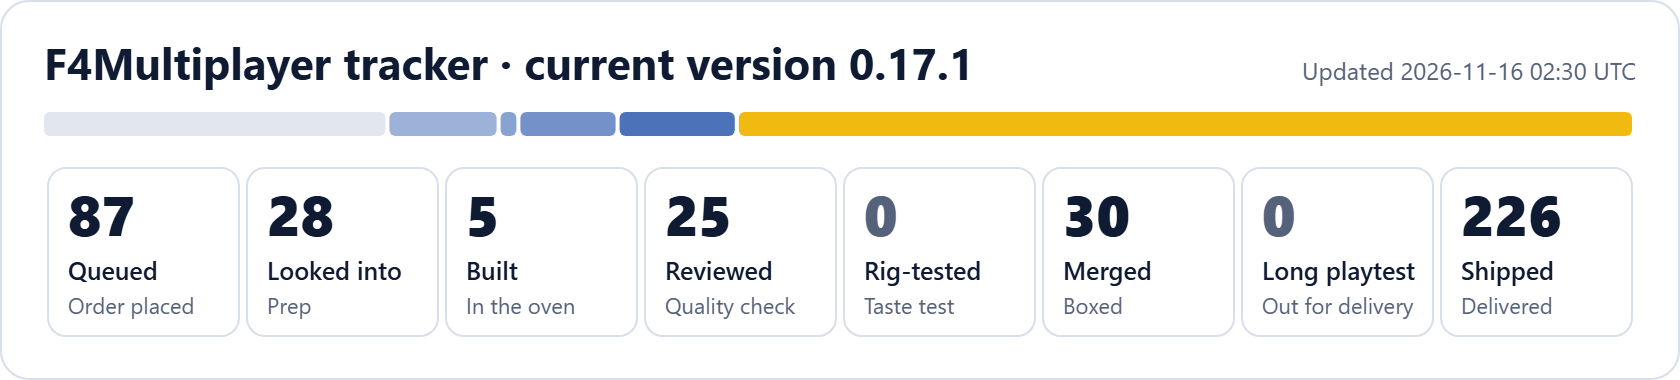 F4Multiplayer tracker · current version 0.17.1
Updated 2026-11-16 02:30 UTC
87
Queued
Order placed
28
Looked into
Prep
5
Built
In the oven
25
Reviewed
Quality check
0
Rig-tested
Taste test
30
Merged
Boxed
0
Long playtest
Out for delivery
226
Shipped
Delivered